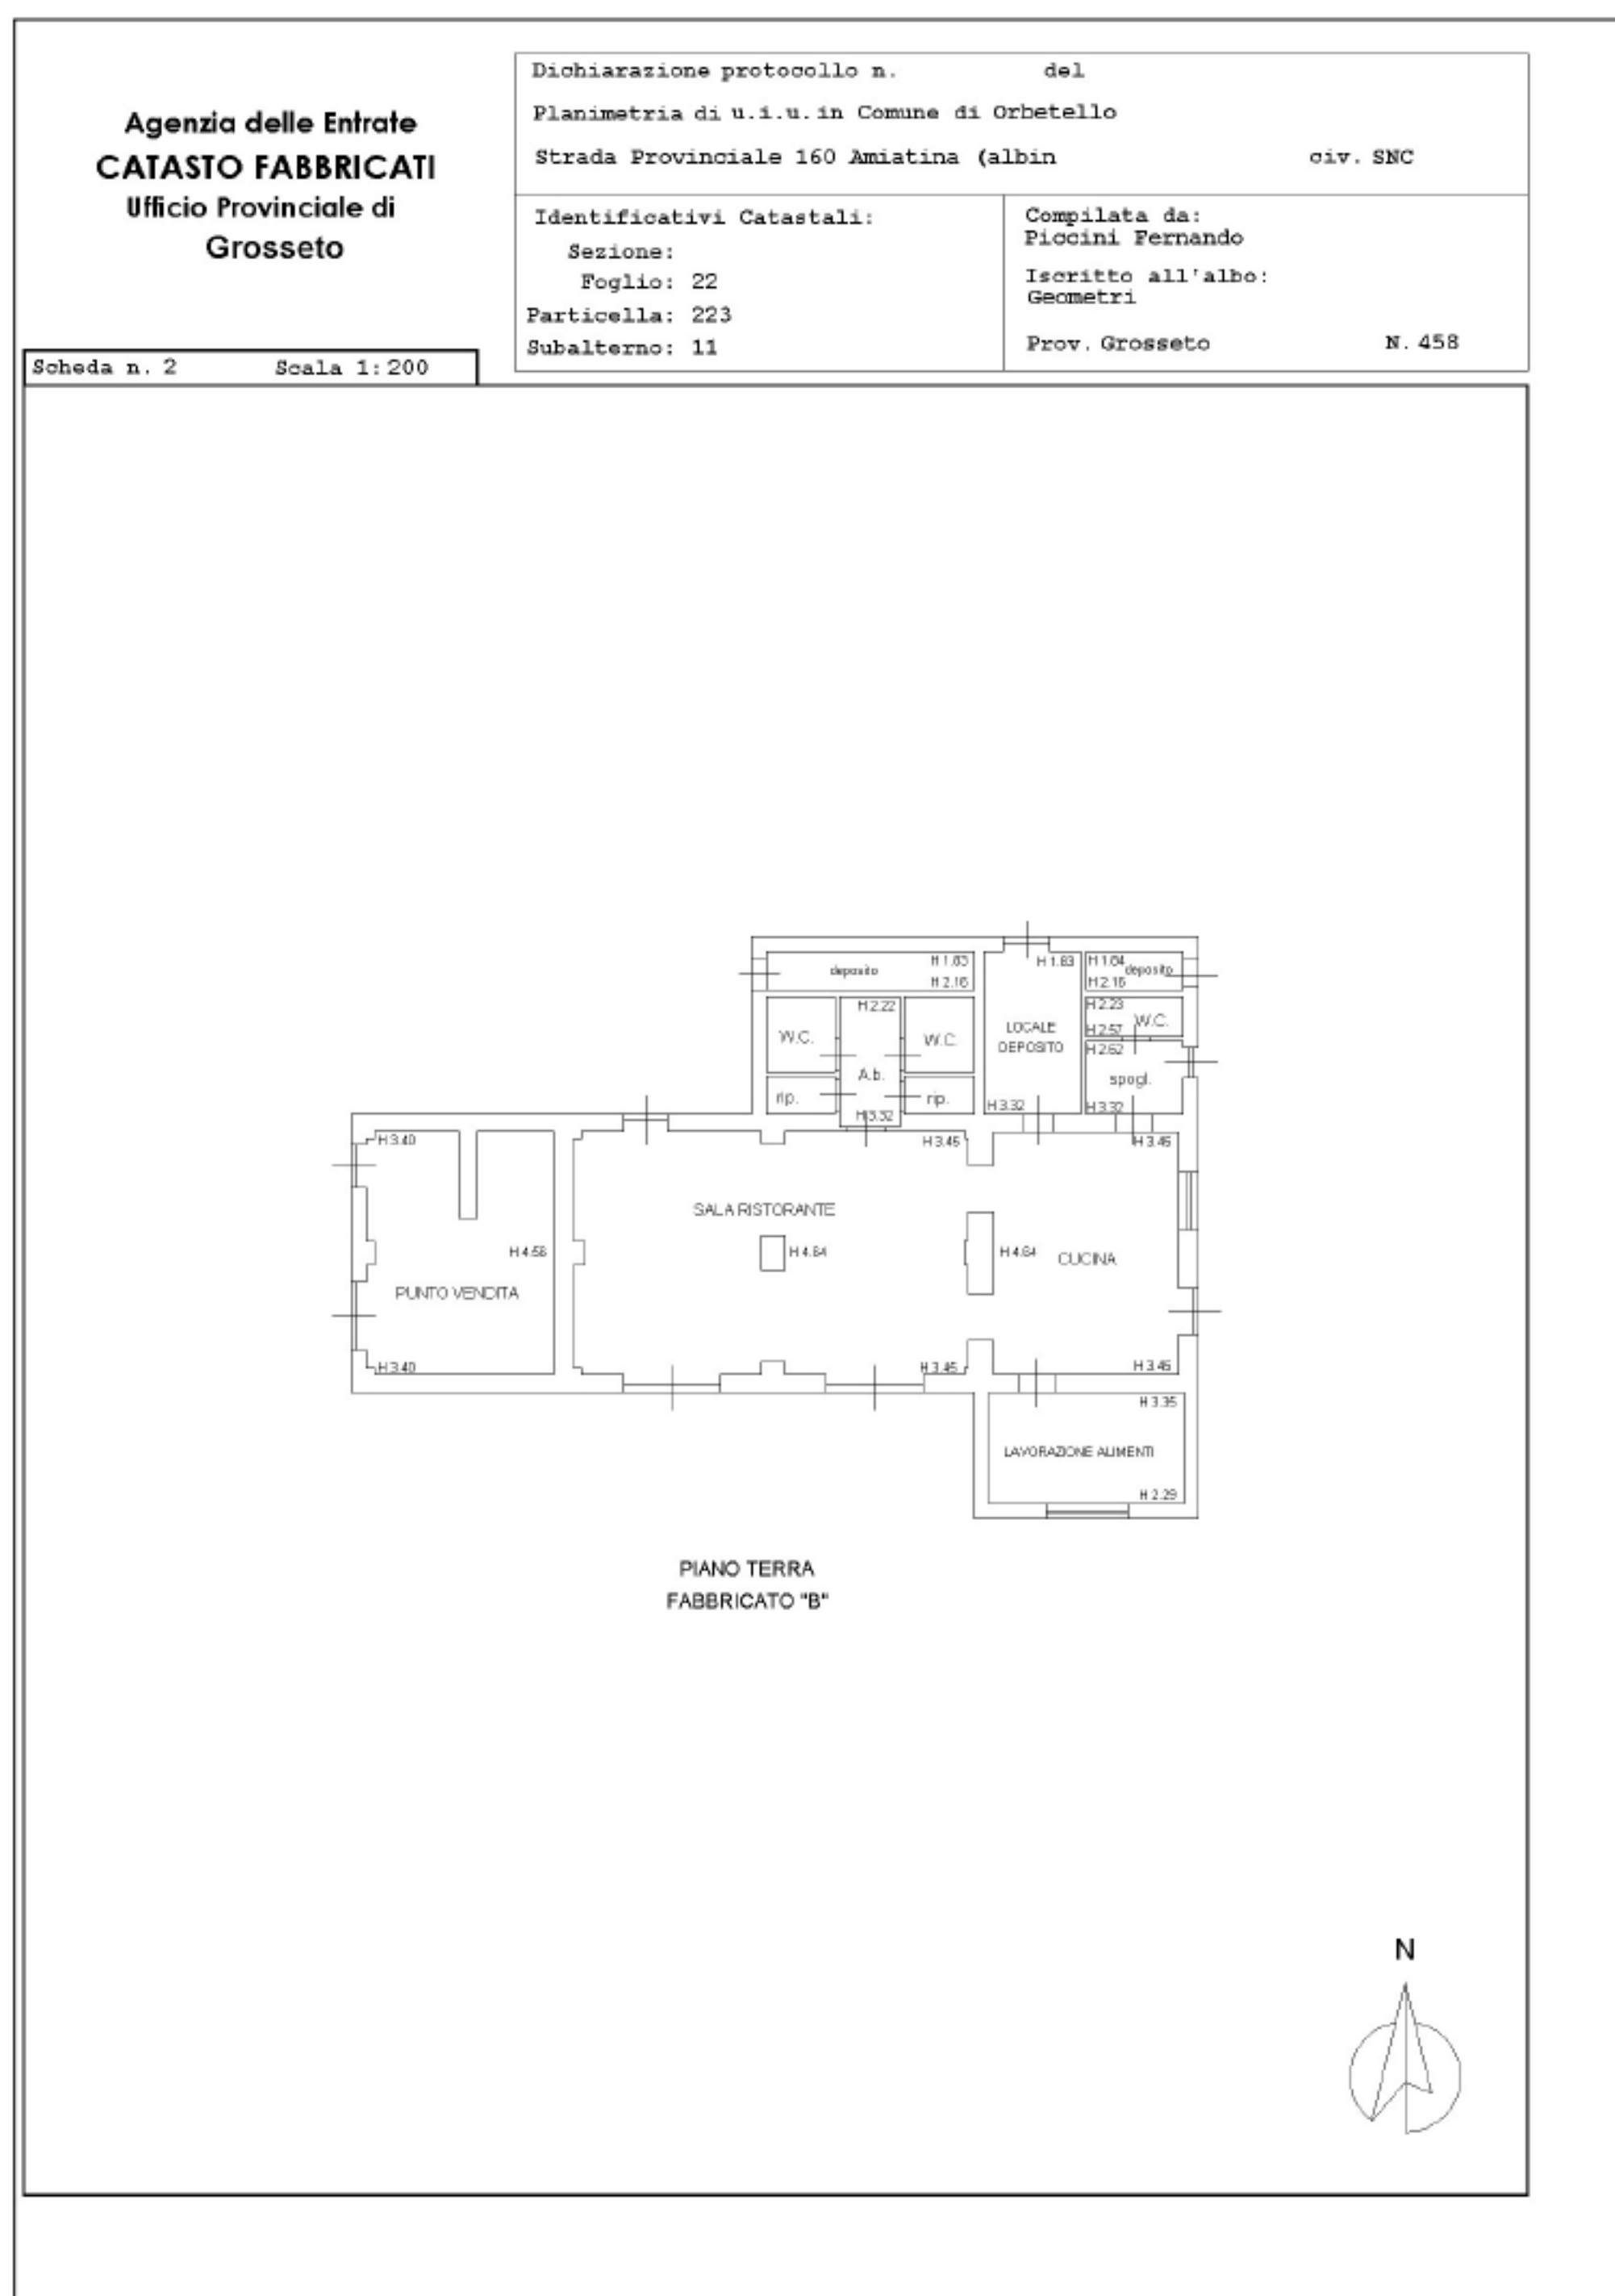 Agenzia delle Entrate
CATASTO FABBRICATI
Ufficio Provinciale di
Grosseto
Dichiarazione protocollo n. del
Planimetria di u.i.u. in Comune di Orbetello
Strada Provinciale 160 Amiatina (albin civ. SNC
Identificativi Catastali:
Sezione:
Foglio: 22
Particella: 223
Subalterno: 11
Compilata da:
Piccini Fernando
Iscritto all'albo:
Geometri
Prov. Grosseto N. 458
Scheda n. 2 Scala 1:200
deposito
H 1.83
H 2.16
H 1.83
H 1.84
deposito
H 2.16
H 2.22
H 2.23
W.C.
H 2.57
W.C.
W.C.
LOCALE
DEPOSITO
H 2.62
A.b.
spogl.
rip.
rip.
H 3.32
H 3.32
H 3.32
H 3.40
H 3.45
H 3.45
SALA RISTORANTE
H 4.56
H 4.64
H 4.64
CUCINA
PUNTO VENDITA
H 3.40
H 3.45
H 3.45
H 3.35
LAVORAZIONE ALIMENTI
H 2.29
PIANO TERRA
FABBRICATO "B"
N